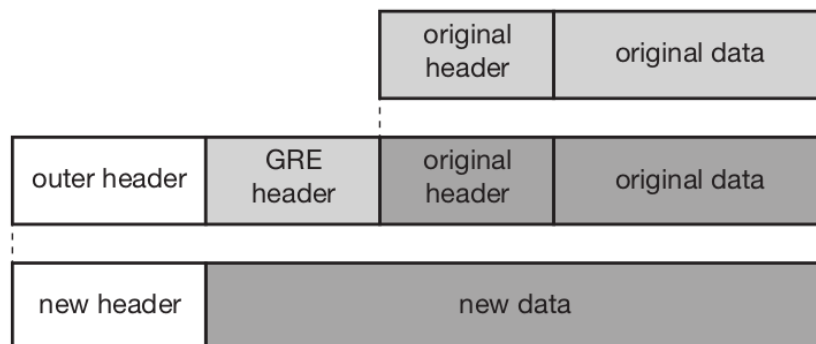 original
header
original data
outer header
GRE
header
original
header
original data
new header
new data